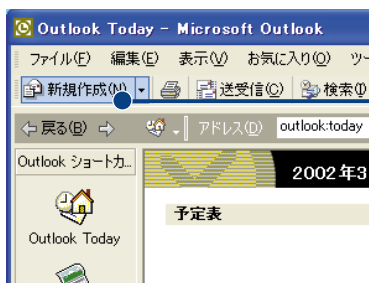 Outlook Today - Microsoft Outlook
ファイル(F) 編集(E) 表示(V) お気に入り(O) ツー
新規作成(N) 送受信(C) 検索(I)
戻る(B) アドレス(D) outlook:today
Outlook ショートカ...
2002年3
予定表
Outlook Today